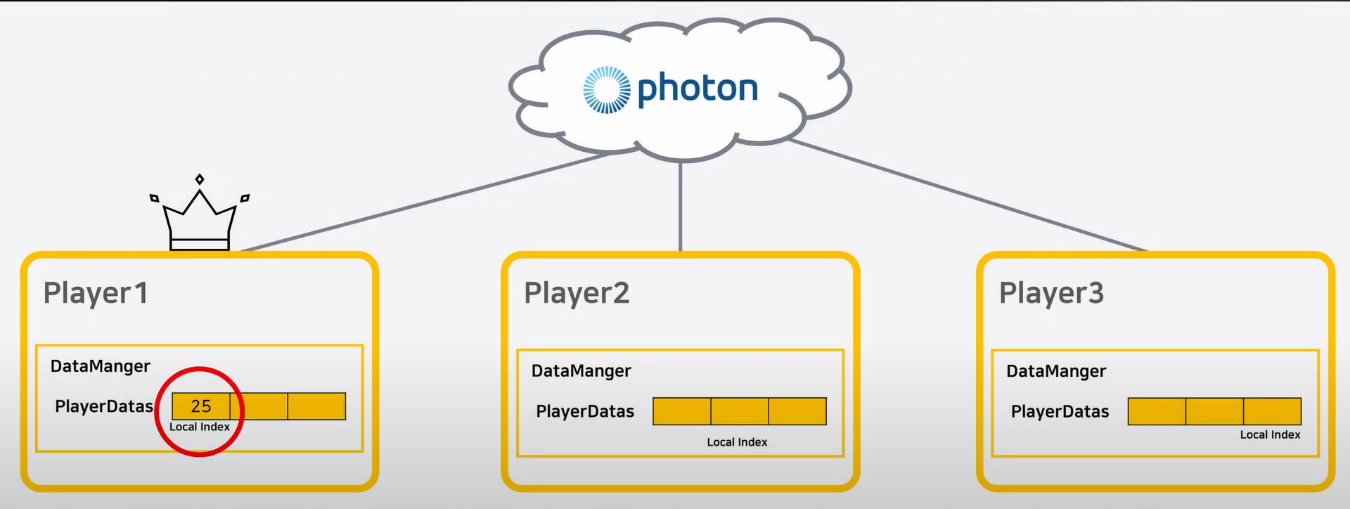 photon
Player1
DataManger
PlayerDatas 25
Local Index
Player2
DataManger
PlayerDatas
Local Index
Player3
DataManger
PlayerDatas
Local Index